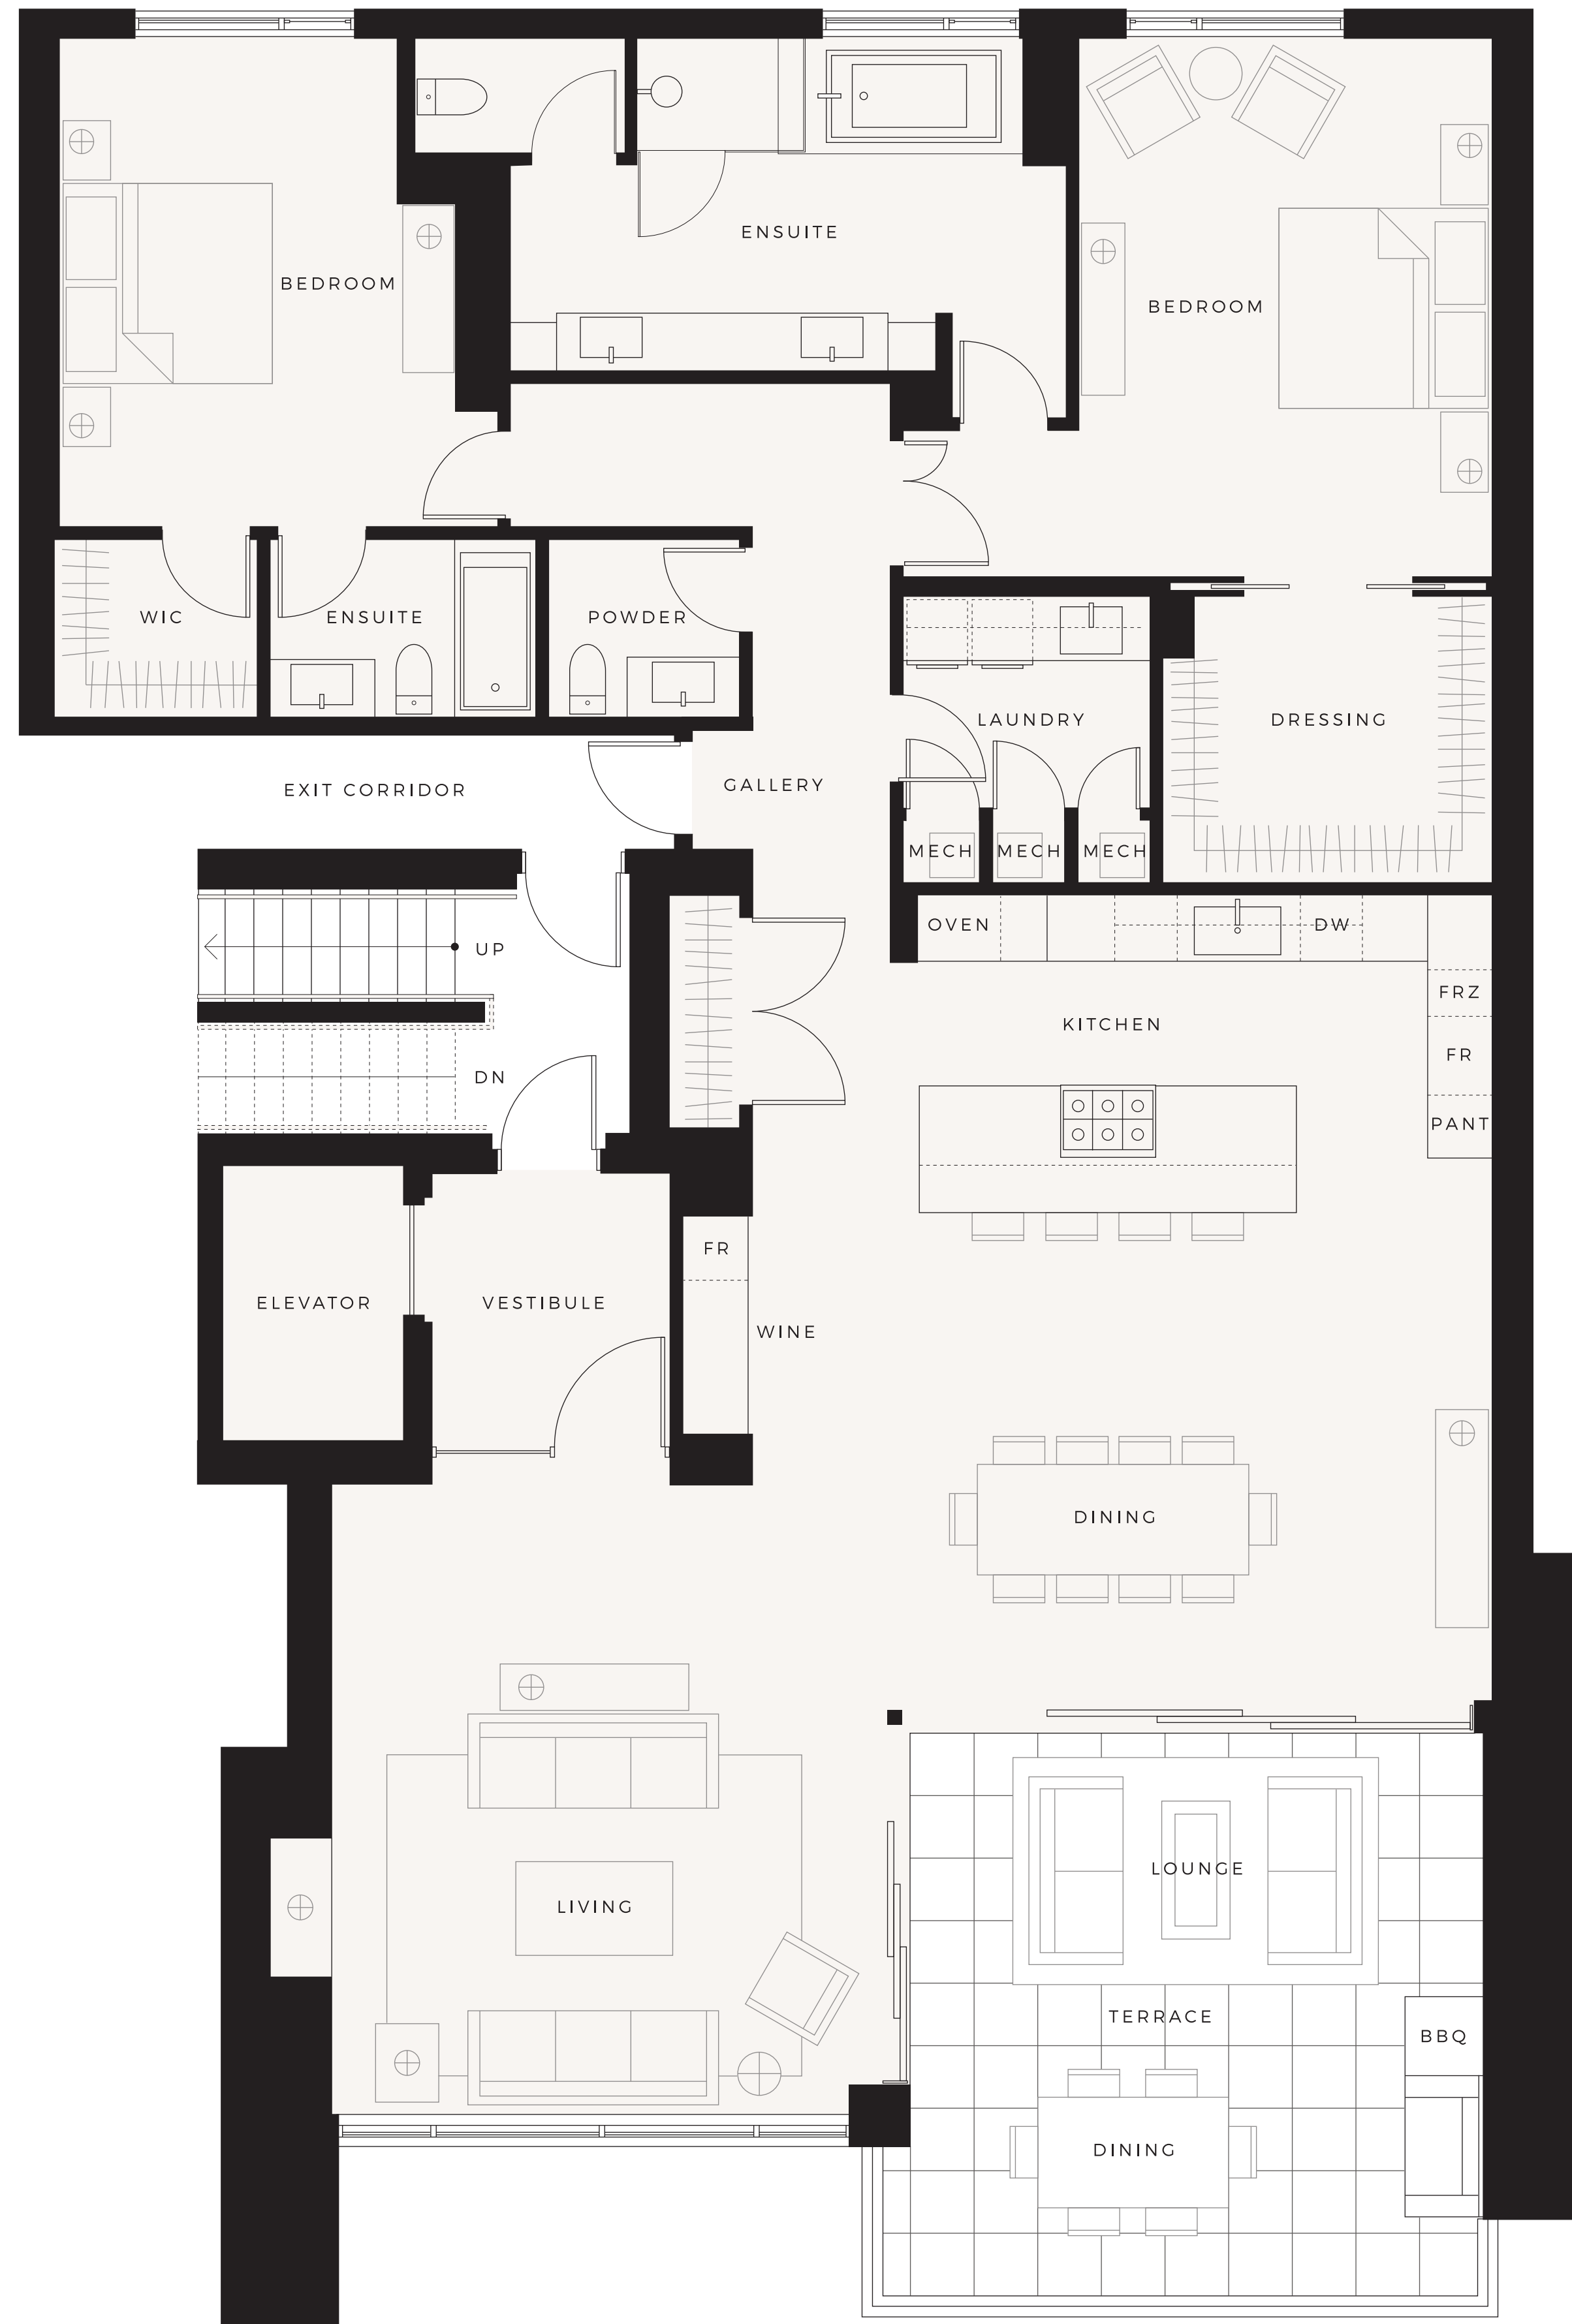 ENSUITE
BEDROOM
BEDROOM
WIC
ENSUITE
POWDER
LAUNDRY
DRESSING
GALLERY
EXIT CORRIDOR
MECH
MECH
MECH
OVEN
DW
UP
FRZ
KITCHEN
FR
DN
PANT
FR
ELEVATOR
VESTIBULE
WINE
DINING
LOUNGE
LIVING
TERRACE
BBQ
DINING